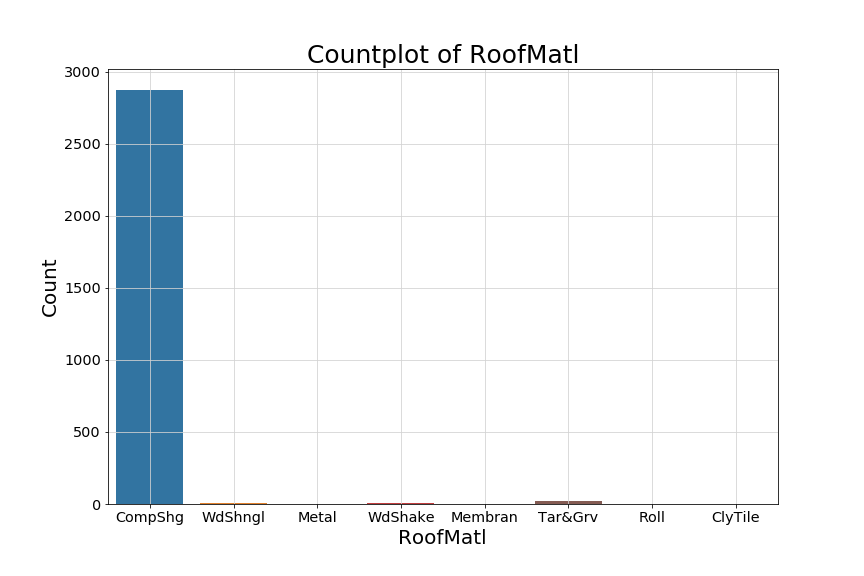 Countplot of RoofMatl
3000
2500
2000
1500
1000
500
0
Count
CompShg WdShngl Metal WdShake Membran Tar&Grv Roll ClyTile
RoofMatl